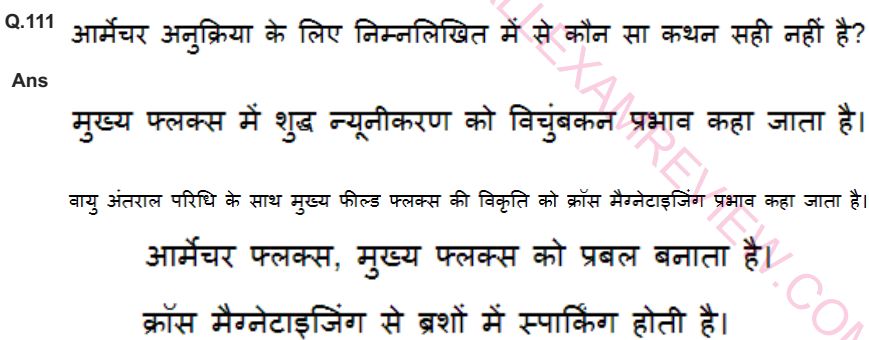 Q.111 आर्मेचर अनुक्रिया के लिए निम्नलिखित में से कौन सा कथन सही नहीं है?
Ans
मुख्य फ्लक्स में शुद्ध न्यूनीकरण को विचुंबकन प्रभाव कहा जाता है।
वायु अंतराल परिधि के साथ मुख्य फील्ड फ्लक्स की विकृति को क्रॉस मैग्नेटाइजिंग प्रभाव कहा जाता है।
आर्मेचर फ्लक्स, मुख्य फ्लक्स को प्रबल बनाता है।
क्रॉस मैग्नेटाइजिंग से ब्रशों में स्पार्किंग होती है।
ALLEXAMREVIEW.COM